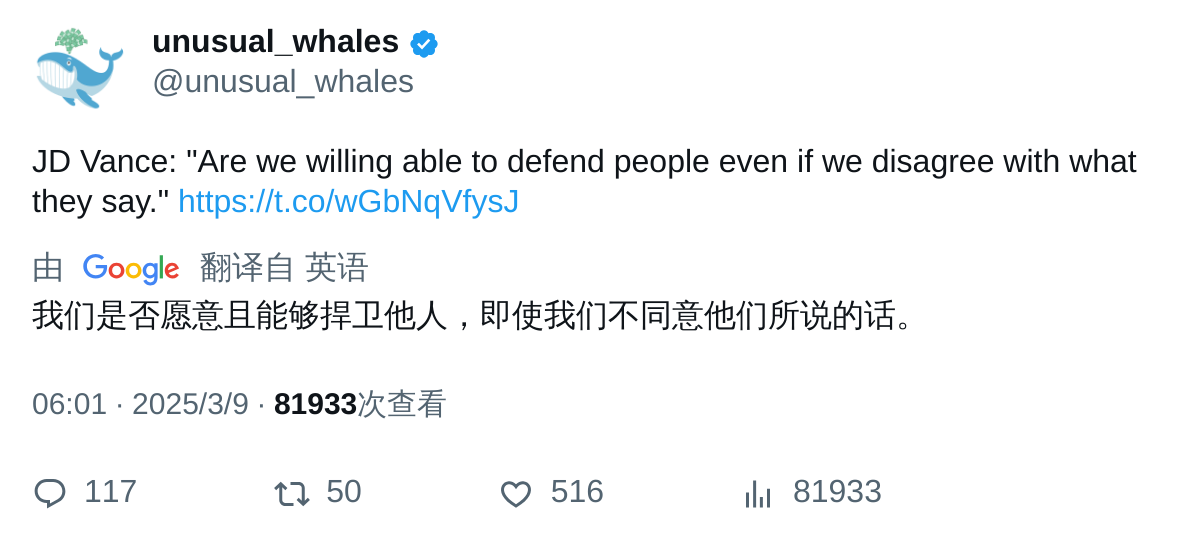 unusual_whales
@unusual_whales
JD Vance: "Are we willing able to defend people even if we disagree with what
they say." https://t.co/wGbNqVfysJ
由 Google 翻译自 英语
我们是否愿意且能够捍卫他人，即使我们不同意他们所说的话。
06:01 · 2025/3/9 · 81933次查看
117 50 516 81933